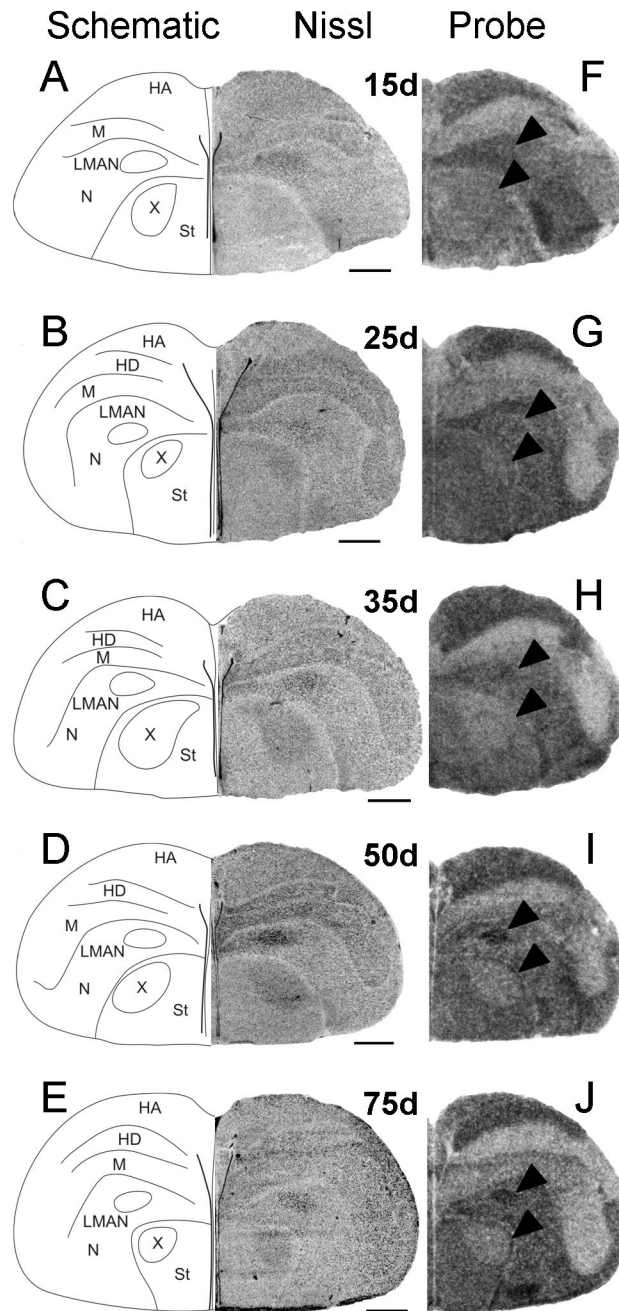 Schematic Nissl Probe
A 15d F
HA
M
LMAN
N X
St
B 25d G
HA
HD
M
LMAN
N X
St
C 35d H
HA
HD
M
LMAN
N X
St
D 50d I
HA
HD
M
LMAN
N X
St
E 75d J
HA
HD
M
LMAN
N X
St